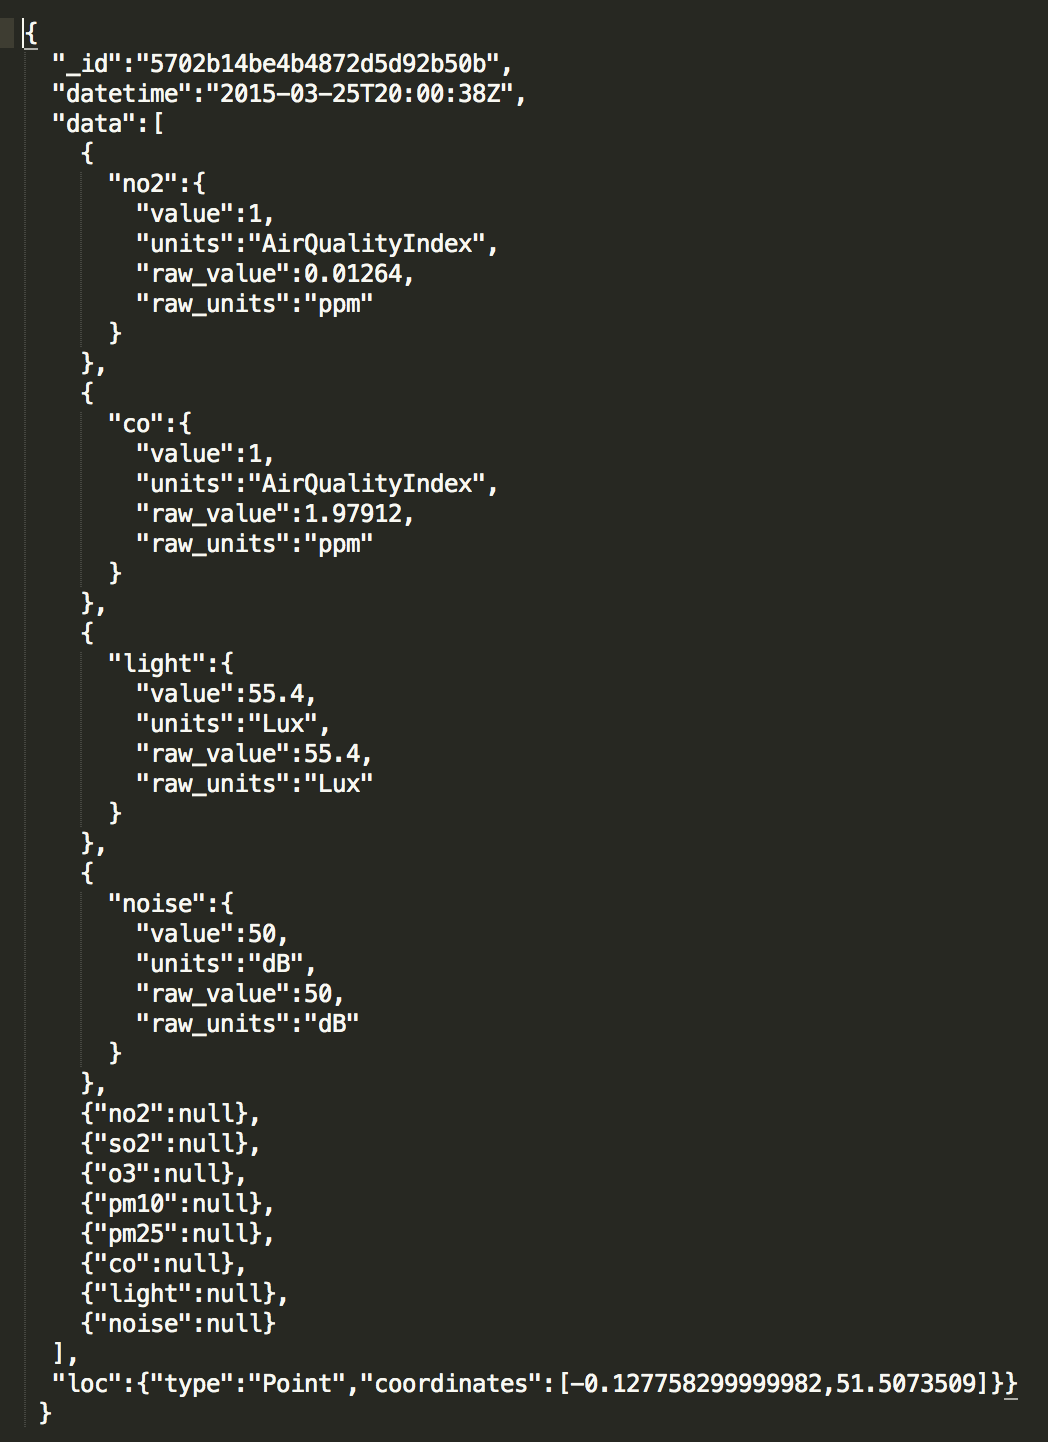 {
"_id":"5702b14be4b4872d5d92b50b",
"datetime":"2015-03-25T20:00:38Z",
"data":[
{
"no2":{
"value":1,
"units":"AirQualityIndex",
"raw_value":0.01264,
"raw_units":"ppm"
}
},
{
"co":{
"value":1,
"units":"AirQualityIndex",
"raw_value":1.97912,
"raw_units":"ppm"
}
},
{
"light":{
"value":55.4,
"units":"Lux",
"raw_value":55.4,
"raw_units":"Lux"
}
},
{
"noise":{
"value":50,
"units":"dB",
"raw_value":50,
"raw_units":"dB"
}
},
{"no2":null},
{"so2":null},
{"o3":null},
{"pm10":null},
{"pm25":null},
{"co":null},
{"light":null},
{"noise":null}
],
"loc":{"type":"Point","coordinates":[-0.127758299999982,51.5073509]}}
}